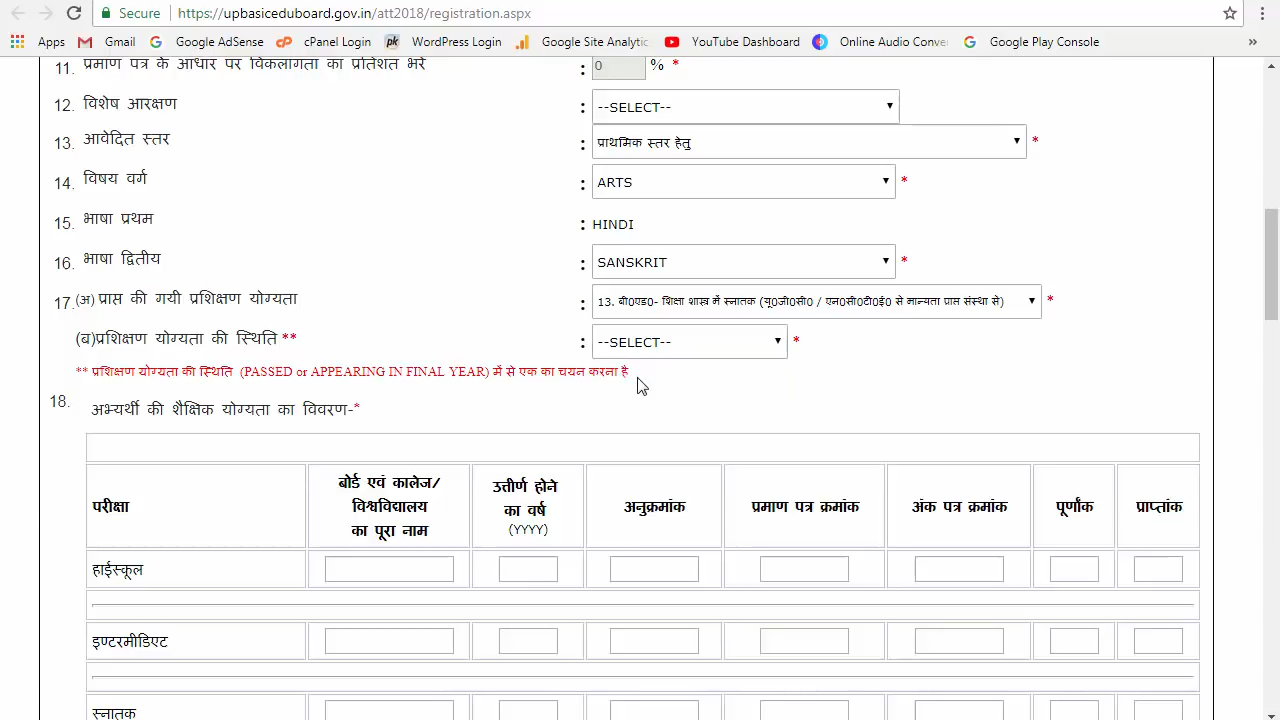 Secure https://upbasiceduboard.gov.in/att2018/registration.aspx
Apps Gmail Google AdSense cPanel Login WordPress Login Google Site Analytic YouTube Dashboard Online Audio Conve Google Play Console »
11. प्रमाण पत्र के आधार पर विकलांगता का प्रतिशत भरें : 0 % *
12. विशेष आरक्षण : --SELECT--
13. आवेदित स्तर : प्राथमिक स्तर हेतु *
14. विषय वर्ग : ARTS *
15. भाषा प्रथम : HINDI
16. भाषा द्वितीय : SANSKRIT *
17.(अ) प्राप्त की गयी प्रशिक्षण योग्यता : 13. बी0एड0- शिक्षा शास्त्र में स्नातक (यू0जी0सी0 / एन0सी0टी0ई0 से मान्यता प्राप्त संस्था से) *
(ब)प्रशिक्षण योग्यता की स्थिति ** : --SELECT-- *
** प्रशिक्षण योग्यता की स्थिति (PASSED or APPEARING IN FINAL YEAR) में से एक का चयन करना है
18. अभ्यर्थी की शैक्षिक योग्यता का विवरण-*
परीक्षा
बोर्ड एवं कालेज/
विश्वविद्यालय
का पूरा नाम
उत्तीर्ण होने
का वर्ष
(YYYY)
अनुक्रमांक
प्रमाण पत्र क्रमांक
अंक पत्र क्रमांक
पूर्णांक
प्राप्तांक
हाईस्कूल
इण्टरमीडिएट
स्नातक